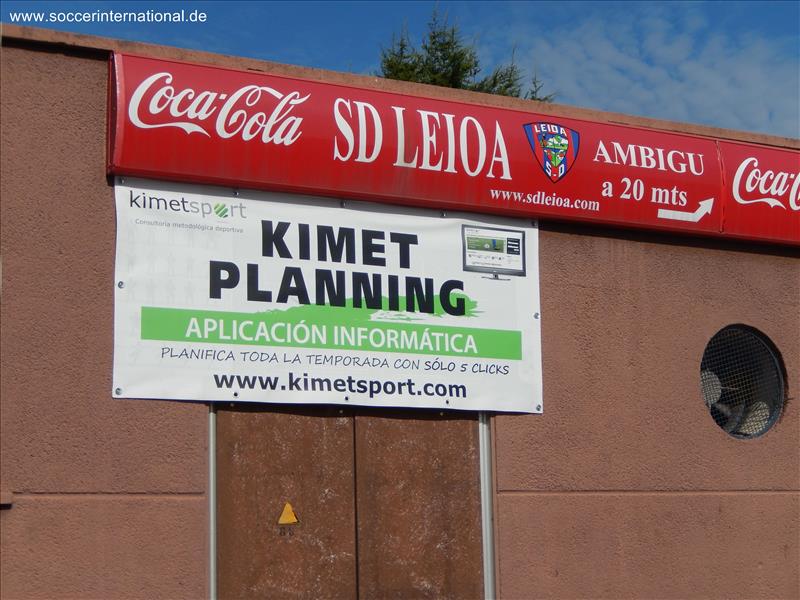 www.soccerinternational.de
Coca-Cola SD LEIOA
LEIOA
S.D.
AMBIGU
a 20 mts
www.sdleioa.com
Coca-C
kimetsport
Consultoría metodológica deportiva
KIMET
PLANNING
APLICACIÓN INFORMÁTICA
PLANIFICA TODA LA TEMPORADA CON SÓLO 5 CLICKS
www.kimetsport.com